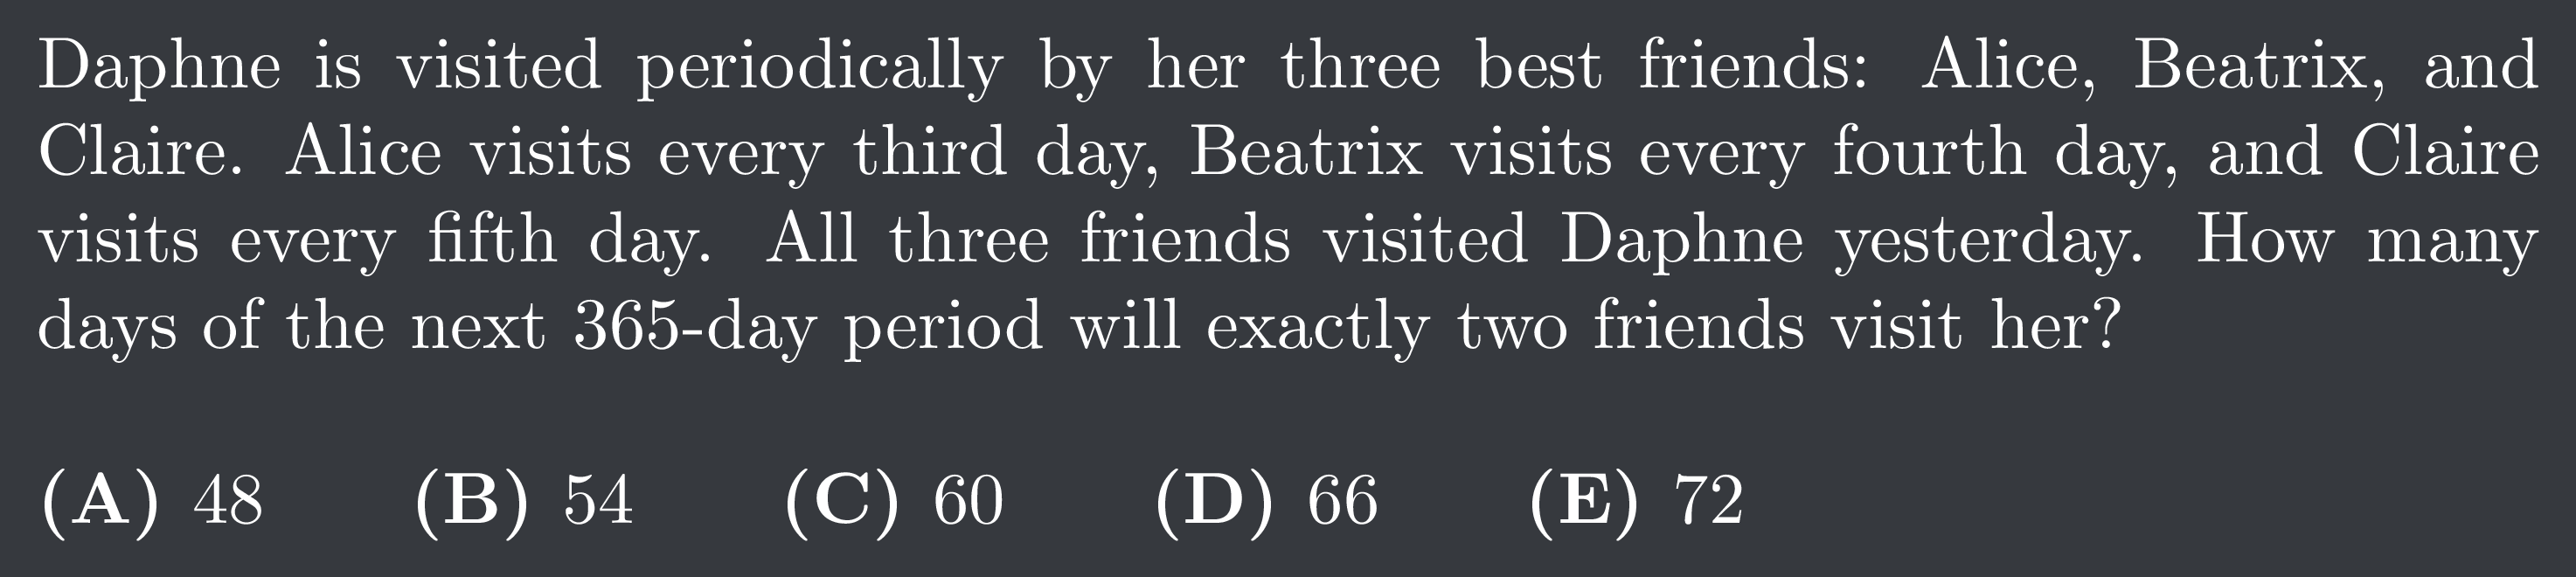 Daphne is visited periodically by her three best friends: Alice, Beatrix, and
Claire. Alice visits every third day, Beatrix visits every fourth day, and Claire
visits every fifth day. All three friends visited Daphne yesterday. How many
days of the next 365-day period will exactly two friends visit her?
(A) 48 (B) 54 (C) 60 (D) 66 (E) 72